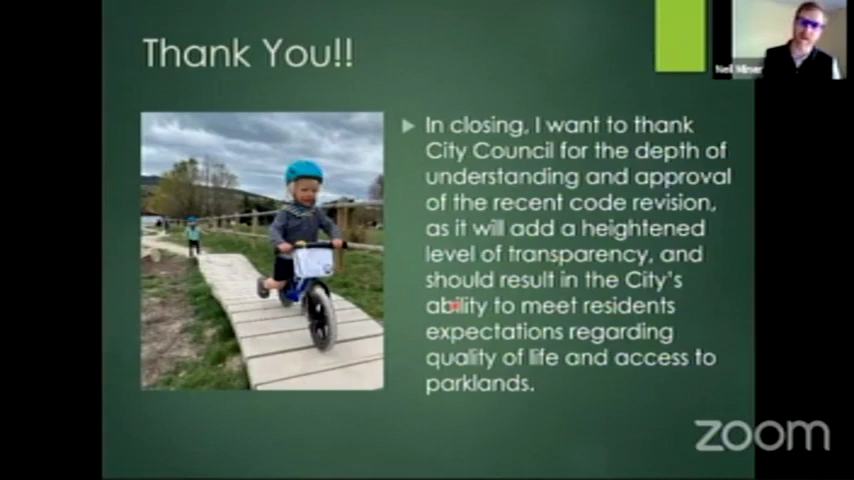 Thank You!!
Neil Miner
In closing, I want to thank
City Council for the depth of
understanding and approval
of the recent code revision,
as it will add a heightened
level of transparency, and
should result in the City's
ability to meet residents
expectations regarding
quality of life and access to
parklands.
zoom